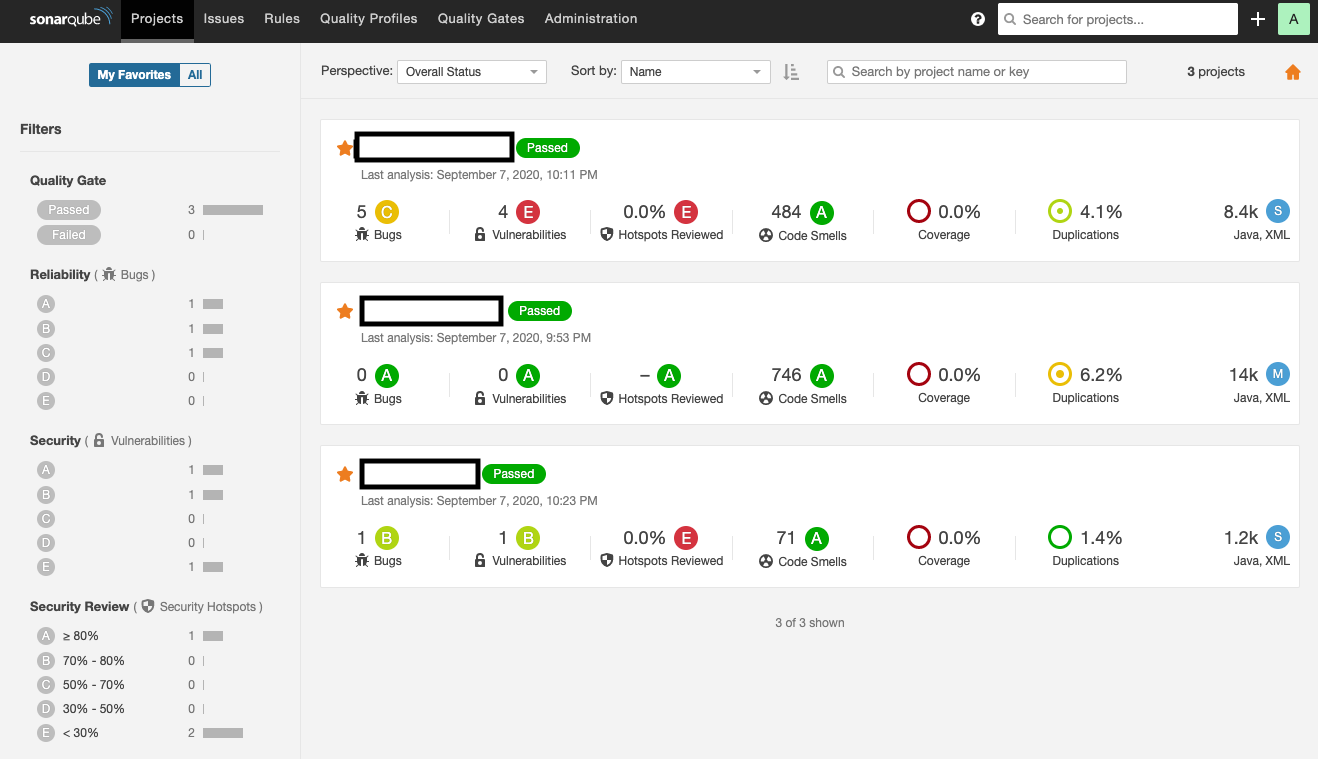 sonarqube Projects Issues Rules Quality Profiles Quality Gates Administration ? Search for projects... + A
My Favorites All
Perspective: Overall Status Sort by: Name Search by project name or key 3 projects
Filters
Quality Gate
Passed 3
Failed 0
Reliability ( Bugs )
A 1
B 1
C 1
D 0
E 0
Security ( Vulnerabilities )
A 1
B 1
C 0
D 0
E 1
Security Review ( Security Hotspots )
A ≥ 80% 1
B 70% - 80% 0
C 50% - 70% 0
D 30% - 50% 0
E < 30% 2
Passed
Last analysis: September 7, 2020, 10:11 PM
5 C 4 E 0.0% E 484 A 0.0% 4.1% 8.4k S
Bugs Vulnerabilities Hotspots Reviewed Code Smells Coverage Duplications Java, XML
Passed
Last analysis: September 7, 2020, 9:53 PM
0 A 0 A – A 746 A 0.0% 6.2% 14k M
Bugs Vulnerabilities Hotspots Reviewed Code Smells Coverage Duplications Java, XML
Passed
Last analysis: September 7, 2020, 10:23 PM
1 B 1 B 0.0% E 71 A 0.0% 1.4% 1.2k S
Bugs Vulnerabilities Hotspots Reviewed Code Smells Coverage Duplications Java, XML
3 of 3 shown